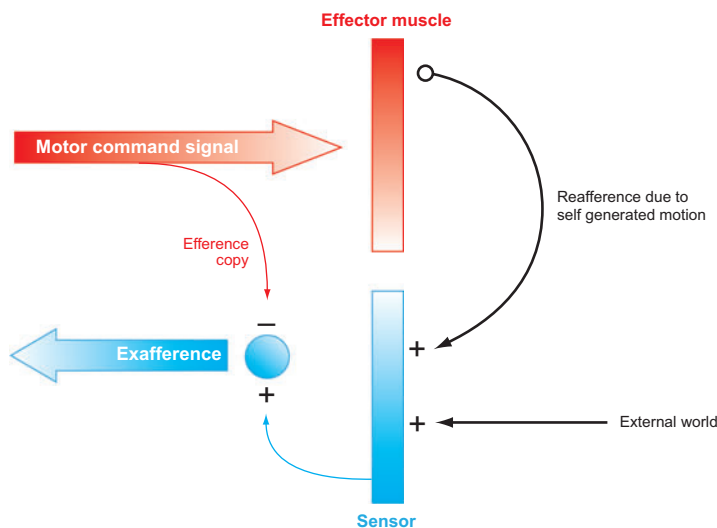 Effector muscle
Motor command signal
Reafference due to
self generated motion
Efference
copy
−
Exafference
+
+
+
External world
Sensor